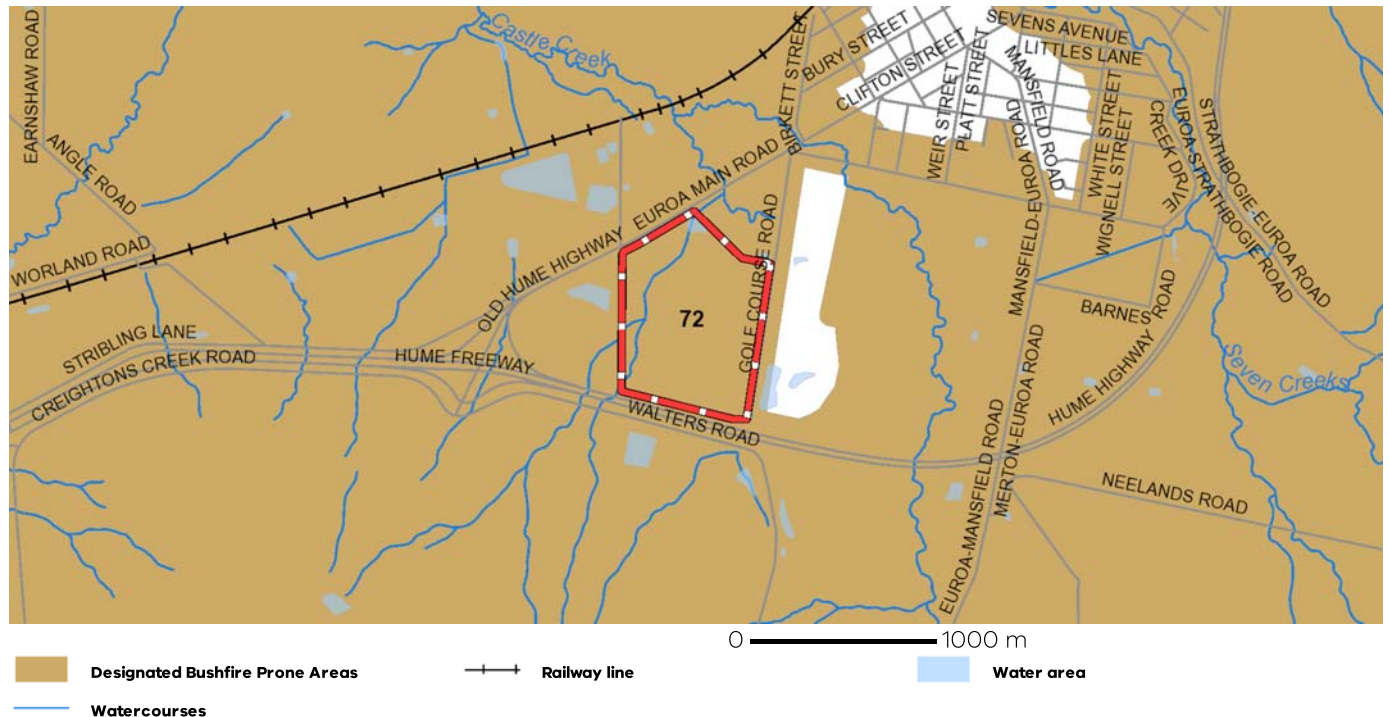 EARNSHAW ROAD
Castle Creek
BIRKETT STREET
BURY STREET
CLIFTON STREET
SEVENS AVENUE
LITTLES LANE
MANSFIELD ROAD
WEIR STREET
PLATT STREET
WHITE STREET
WIGNELL STREET
CREEK DRIVE
EUROA-STRATHBOGIE ROAD
STRATHBOGIE-EUROA ROAD
ANGLE ROAD
WORLAND ROAD
EUROA MAIN ROAD
OLD HUME HIGHWAY
GOLF COURSE ROAD
MANSFIELD-EUROA ROAD
BARNES ROAD
72
STRIBLING LANE
CREIGHTONS CREEK ROAD
HUME FREEWAY
WALTERS ROAD
HUME HIGHWAY
Seven Creeks
MERTON-EUROA ROAD
EUROA-MANSFIELD ROAD
NEELANDS ROAD
0 1000 m
Designated Bushfire Prone Areas
Railway line
Water area
Watercourses